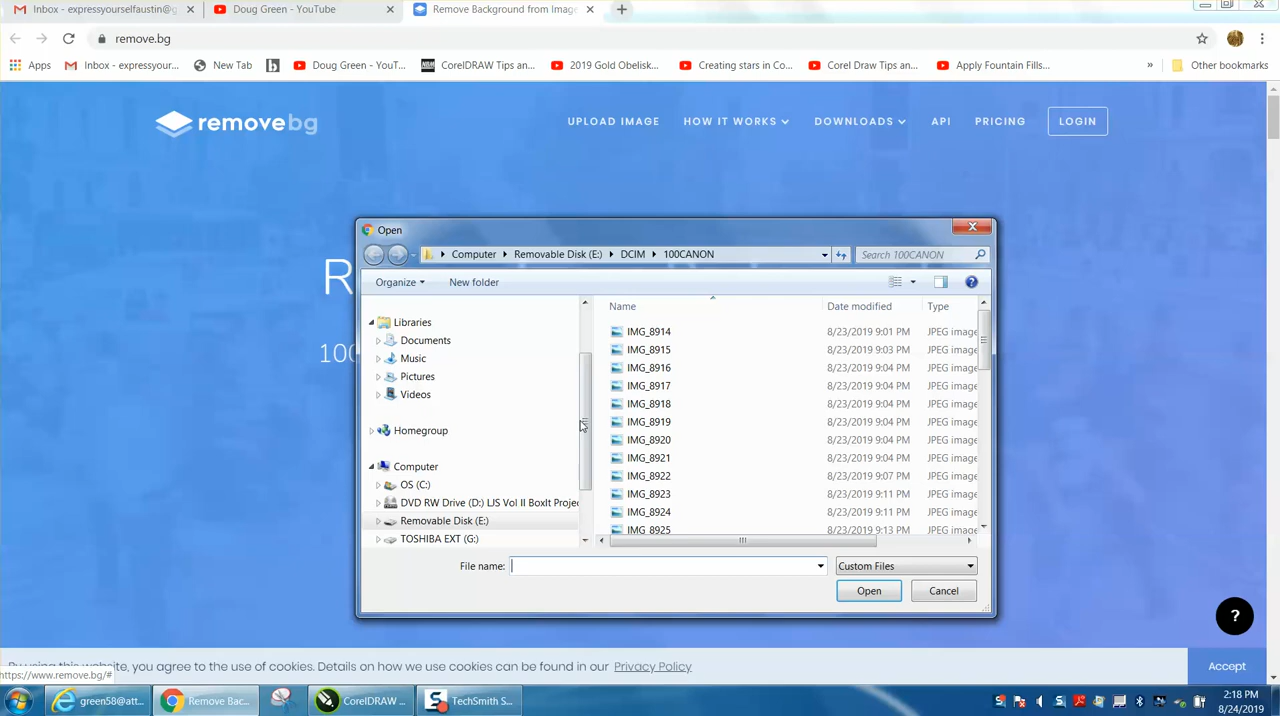 Inbox - expressyourselfaustin@g
Doug Green - YouTube
Remove Background from Image
remove.bg
Apps
Inbox - expressyour...
New Tab
Doug Green - YouT...
CorelDRAW Tips an...
2019 Gold Obelisk...
Creating stars in Co...
Corel Draw Tips an...
Apply Fountain Fills...
»
Other bookmarks
removebg
UPLOAD IMAGE
HOW IT WORKS
DOWNLOADS
API
PRICING
LOGIN
R
100
Open
Computer
Removable Disk (E:)
DCIM
100CANON
Search 100CANON
Organize
New folder
Libraries
Documents
Music
Pictures
Videos
Homegroup
Computer
OS (C:)
DVD RW Drive (D:) LJS Vol II BoxIt Projec
Removable Disk (E:)
TOSHIBA EXT (G:)
Name Date modified Type
IMG_8914 8/23/2019 9:01 PM JPEG image
IMG_8915 8/23/2019 9:03 PM JPEG image
IMG_8916 8/23/2019 9:04 PM JPEG image
IMG_8917 8/23/2019 9:04 PM JPEG image
IMG_8918 8/23/2019 9:04 PM JPEG image
IMG_8919 8/23/2019 9:04 PM JPEG image
IMG_8920 8/23/2019 9:04 PM JPEG image
IMG_8921 8/23/2019 9:04 PM JPEG image
IMG_8922 8/23/2019 9:07 PM JPEG image
IMG_8923 8/23/2019 9:11 PM JPEG image
IMG_8924 8/23/2019 9:11 PM JPEG image
IMG_8925 8/23/2019 9:13 PM JPEG image
File name:
Custom Files
Open
Cancel
?
By using this website, you agree to the use of cookies. Details on how we use cookies can be found in our Privacy Policy
Accept
https://www.remove.bg/#
green58@att...
Remove Bac...
CorelDRAW ...
TechSmith S...
2:18 PM
8/24/2019